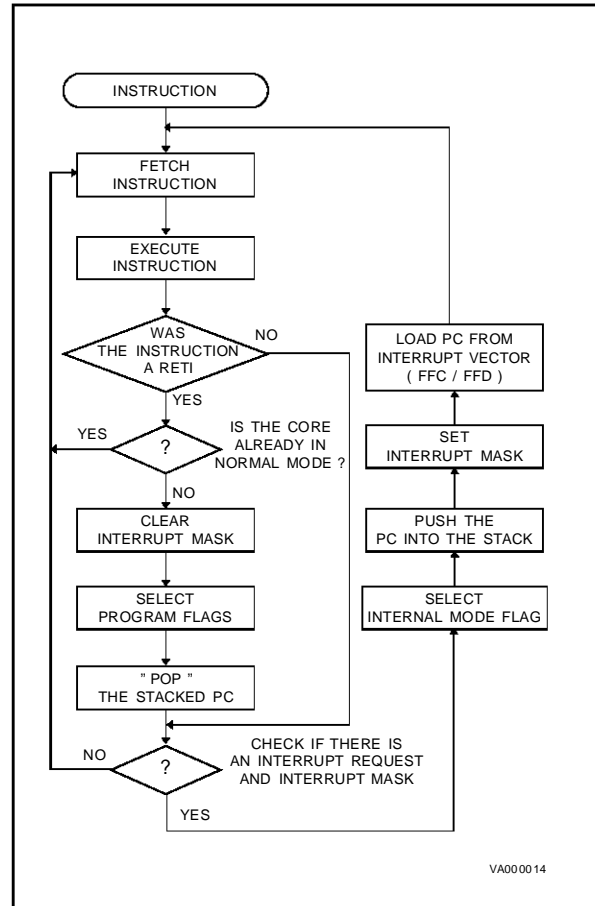 INSTRUCTION
FETCH
INSTRUCTION
EXECUTE
INSTRUCTION
WAS
THE INSTRUCTION
A RETI
NO
YES
?
YES
IS THE CORE
ALREADY IN
NORMAL MODE ?
NO
CLEAR
INTERRUPT MASK
SELECT
PROGRAM FLAGS
" POP "
THE STACKED PC
?
NO
CHECK IF THERE IS
AN INTERRUPT REQUEST
AND INTERRUPT MASK
YES
SELECT
INTERNAL MODE FLAG
PUSH THE
PC INTO THE STACK
SET
INTERRUPT MASK
LOAD PC FROM
INTERRUPT VECTOR
( FFC / FFD )
VA000014